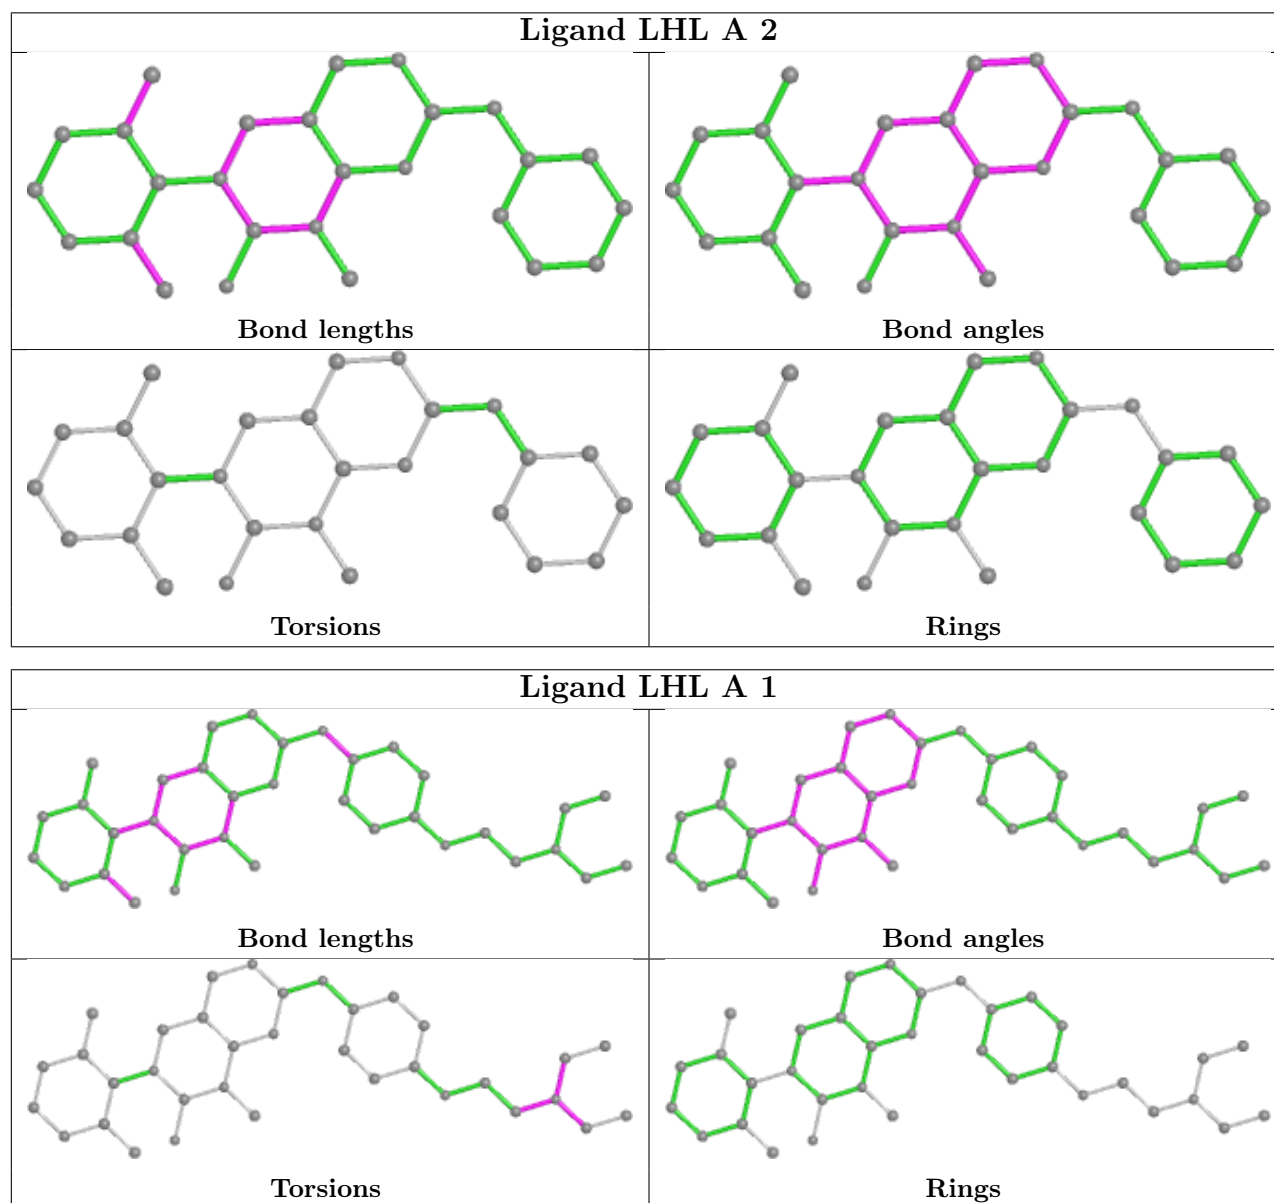 Ligand LHL A 2
Bond lengths
Bond angles
Torsions
Rings
Ligand LHL A 1
Bond lengths
Bond angles
Torsions
Rings